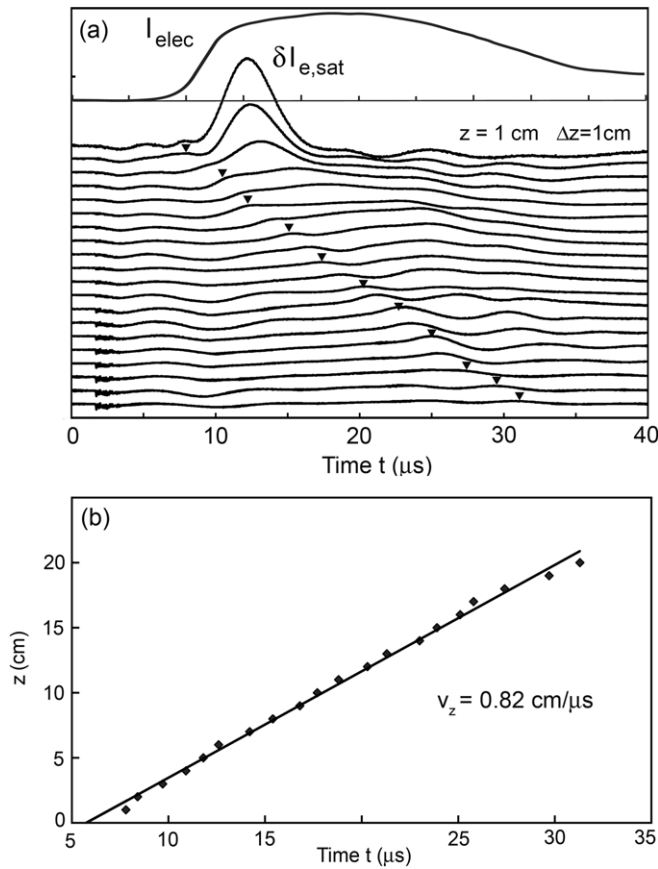 (a)
I_elec
δI_e,sat
z = 1 cm Δz=1cm
0 10 20 30 40
Time t (μs)
(b)
20
15
10
5
0
z (cm)
v_z = 0.82 cm/μs
5 10 15 20 25 30 35
Time t (μs)